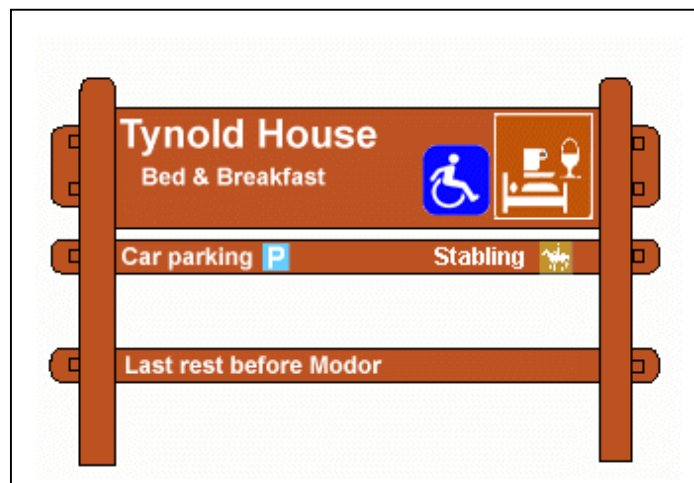 Tynold House
Bed & Breakfast
Car parking P Stabling
Last rest before Modor